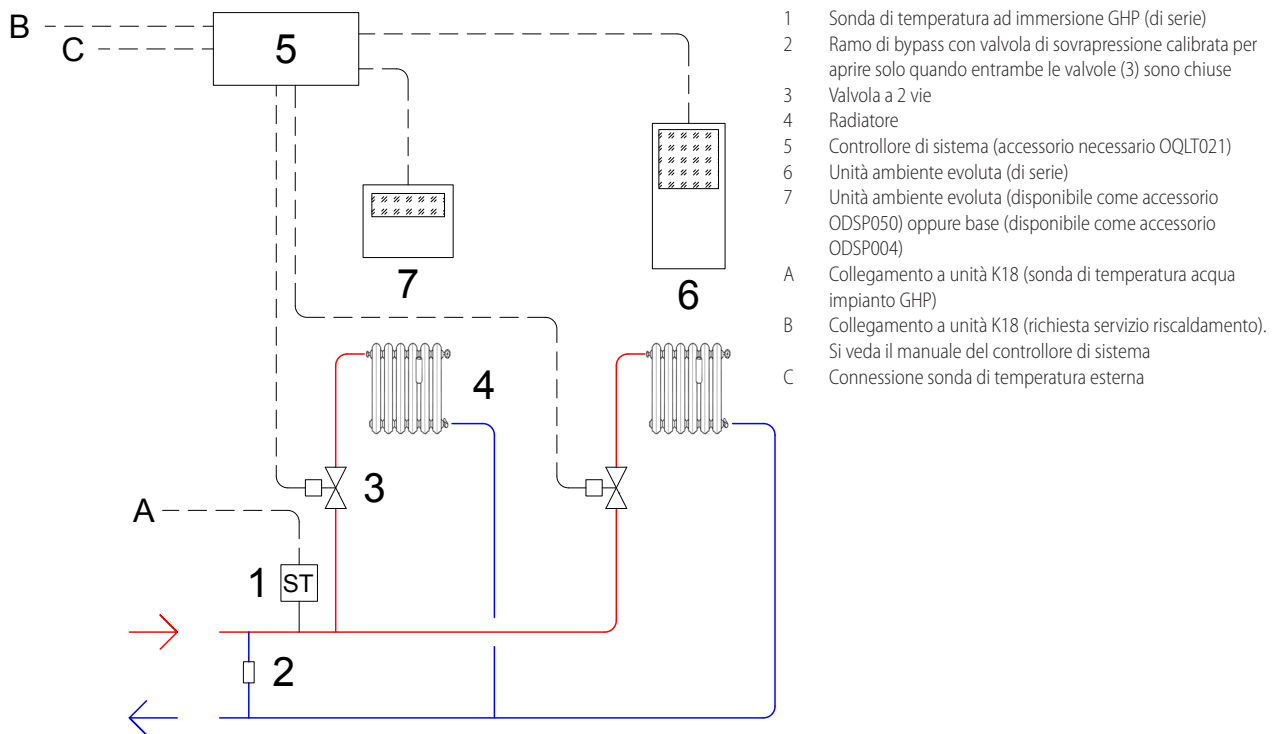 B
C
5
7
6
4
3
A
1
ST
2
1 Sonda di temperatura ad immersione GHP (di serie)
2 Ramo di bypass con valvola di sovrapressione calibrata per
aprire solo quando entrambe le valvole (3) sono chiuse
3 Valvola a 2 vie
4 Radiatore
5 Controllore di sistema (accessorio necessario OQLT021)
6 Unità ambiente evoluta (di serie)
7 Unità ambiente evoluta (disponibile come accessorio
ODSP050) oppure base (disponibile come accessorio
ODSP004)
A Collegamento a unità K18 (sonda di temperatura acqua
impianto GHP)
B Collegamento a unità K18 (richiesta servizio riscaldamento).
Si veda il manuale del controllore di sistema
C Connessione sonda di temperatura esterna